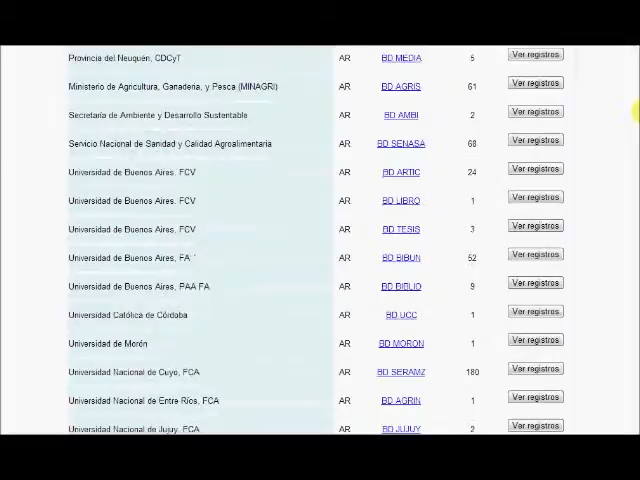 Provincia del Neuquén, CDCyT AR BD MEDIA 5 Ver registros
Ministerio de Agricultura, Ganadería, y Pesca (MINAGRI) AR BD AGRIS 61 Ver registros
Secretaría de Ambiente y Desarrollo Sustentable AR BD AMBI 2 Ver registros
Servicio Nacional de Sanidad y Calidad Agroalimentaria AR BD SENASA 68 Ver registros
Universidad de Buenos Aires. FCV AR BD ARTIC 24 Ver registros
Universidad de Buenos Aires. FCV AR BD LIBRO 1 Ver registros
Universidad de Buenos Aires. FCV AR BD TESIS 3 Ver registros
Universidad de Buenos Aires, FA AR BD BIBUN 52 Ver registros
Universidad de Buenos Aires, PAA FA AR BD BIBLIO 9 Ver registros
Universidad Católica de Córdoba AR BD UCC 1 Ver registros
Universidad de Morón AR BD MORON 1 Ver registros
Universidad Nacional de Cuyo, FCA AR BD SERAMZ 180 Ver registros
Universidad Nacional de Entre Ríos, FCA AR BD AGRIN 1 Ver registros
Universidad Nacional de Jujuy, FCA AR BD JUJUY 2 Ver registros